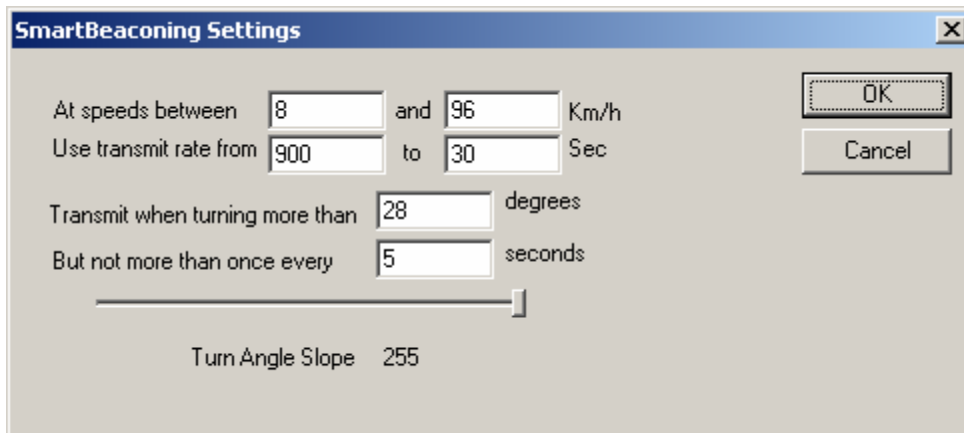 SmartBeaconing Settings
At speeds between 8 and 96 Km/h
OK
Use transmit rate from 900 to 30 Sec
Cancel
Transmit when turning more than 28 degrees
But not more than once every 5 seconds
Turn Angle Slope 255